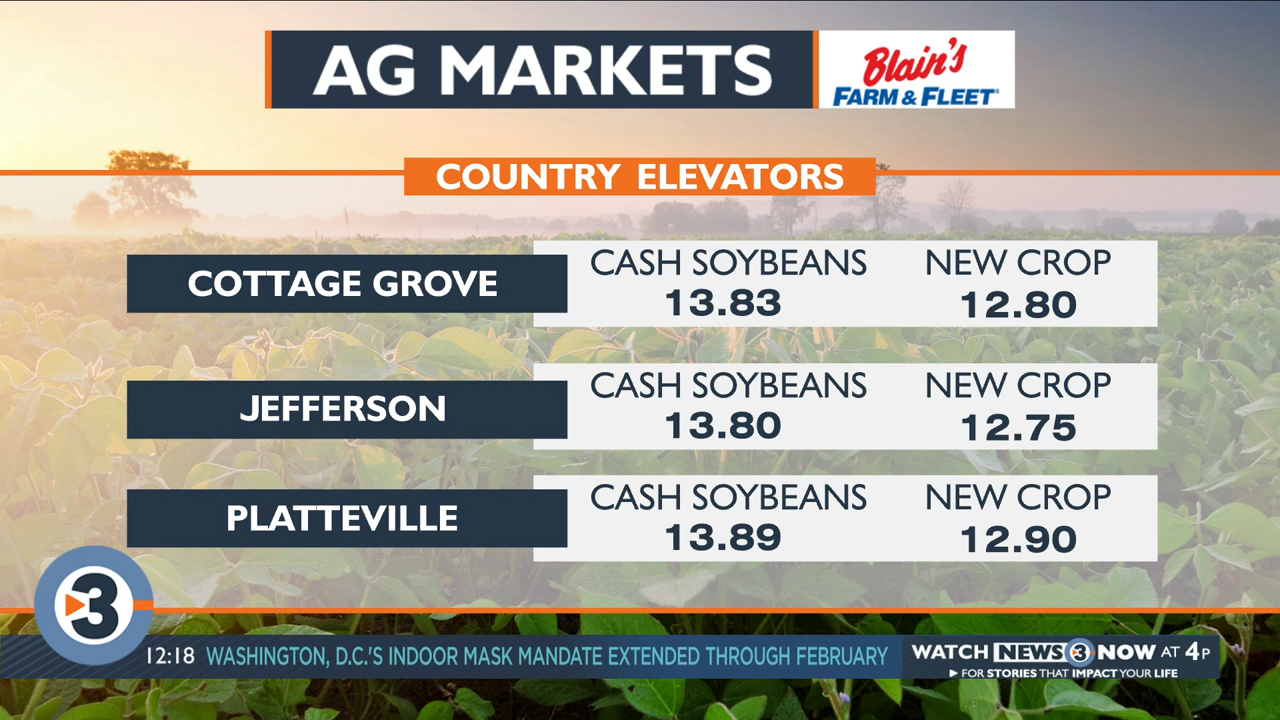 AG MARKETS
Blain's
FARM & FLEET
COUNTRY ELEVATORS
COTTAGE GROVE
CASH SOYBEANS NEW CROP
13.83 12.80
JEFFERSON
CASH SOYBEANS NEW CROP
13.80 12.75
PLATTEVILLE
CASH SOYBEANS NEW CROP
13.89 12.90
3
12:18 WASHINGTON, D.C.'S INDOOR MASK MANDATE EXTENDED THROUGH FEBRUARY
WATCH NEWS 3 NOW AT 4P
▶ FOR STORIES THAT IMPACT YOUR LIFE